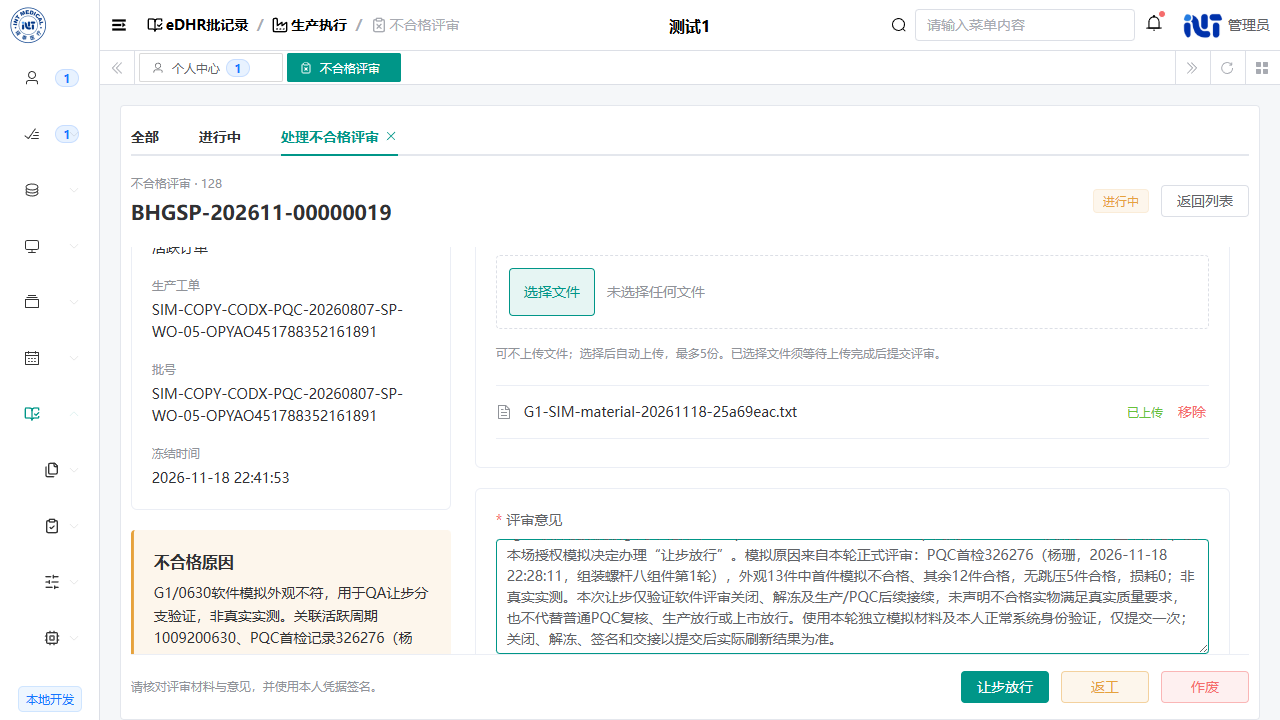 eDHR批记录 / 生产执行 / 不合格评审
测试1
请输入菜单内容
管理员
个人中心 1
不合格评审
1
1
全部
进行中
处理不合格评审
不合格评审 · 128
BHGSP-202611-00000019
进行中
返回列表
活跃订单
生产工单
SIM-COPY-CODX-PQC-20260807-SP-
WO-05-OPYAO451788352161891
批号
SIM-COPY-CODX-PQC-20260807-SP-
WO-05-OPYAO451788352161891
冻结时间
2026-11-18 22:41:53
不合格原因
G1/0630软件模拟外观不符，用于QA让步分
支验证，非真实实测。关联活跃周期
1009200630、PQC首检记录326276（杨
选择文件
未选择任何文件
可不上传文件；选择后自动上传，最多5份。已选择文件须等待上传完成后提交评审。
G1-SIM-material-20261118-25a69eac.txt
已上传
移除
* 评审意见
本场授权模拟决定办理“让步放行”。模拟原因来自本轮正式评审：PQC首检326276（杨珊，2026-11-18
22:28:11，组装螺杆八组件第1轮），外观13件中首件模拟不合格、其余12件合格，无跳压5件合格，损耗0；非
真实实测。本次让步仅验证软件评审关闭、解冻及生产/PQC后续接续，未声明不合格实物满足真实质量要求，
也不代替普通PQC复核、生产放行或上市放行。使用本轮独立模拟材料及本人正常系统身份验证，仅提交一次；
关闭、解冻、签名和交接以提交后实际刷新结果为准。
请核对评审材料与意见，并使用本人凭据签名。
让步放行
返工
作废
本地开发